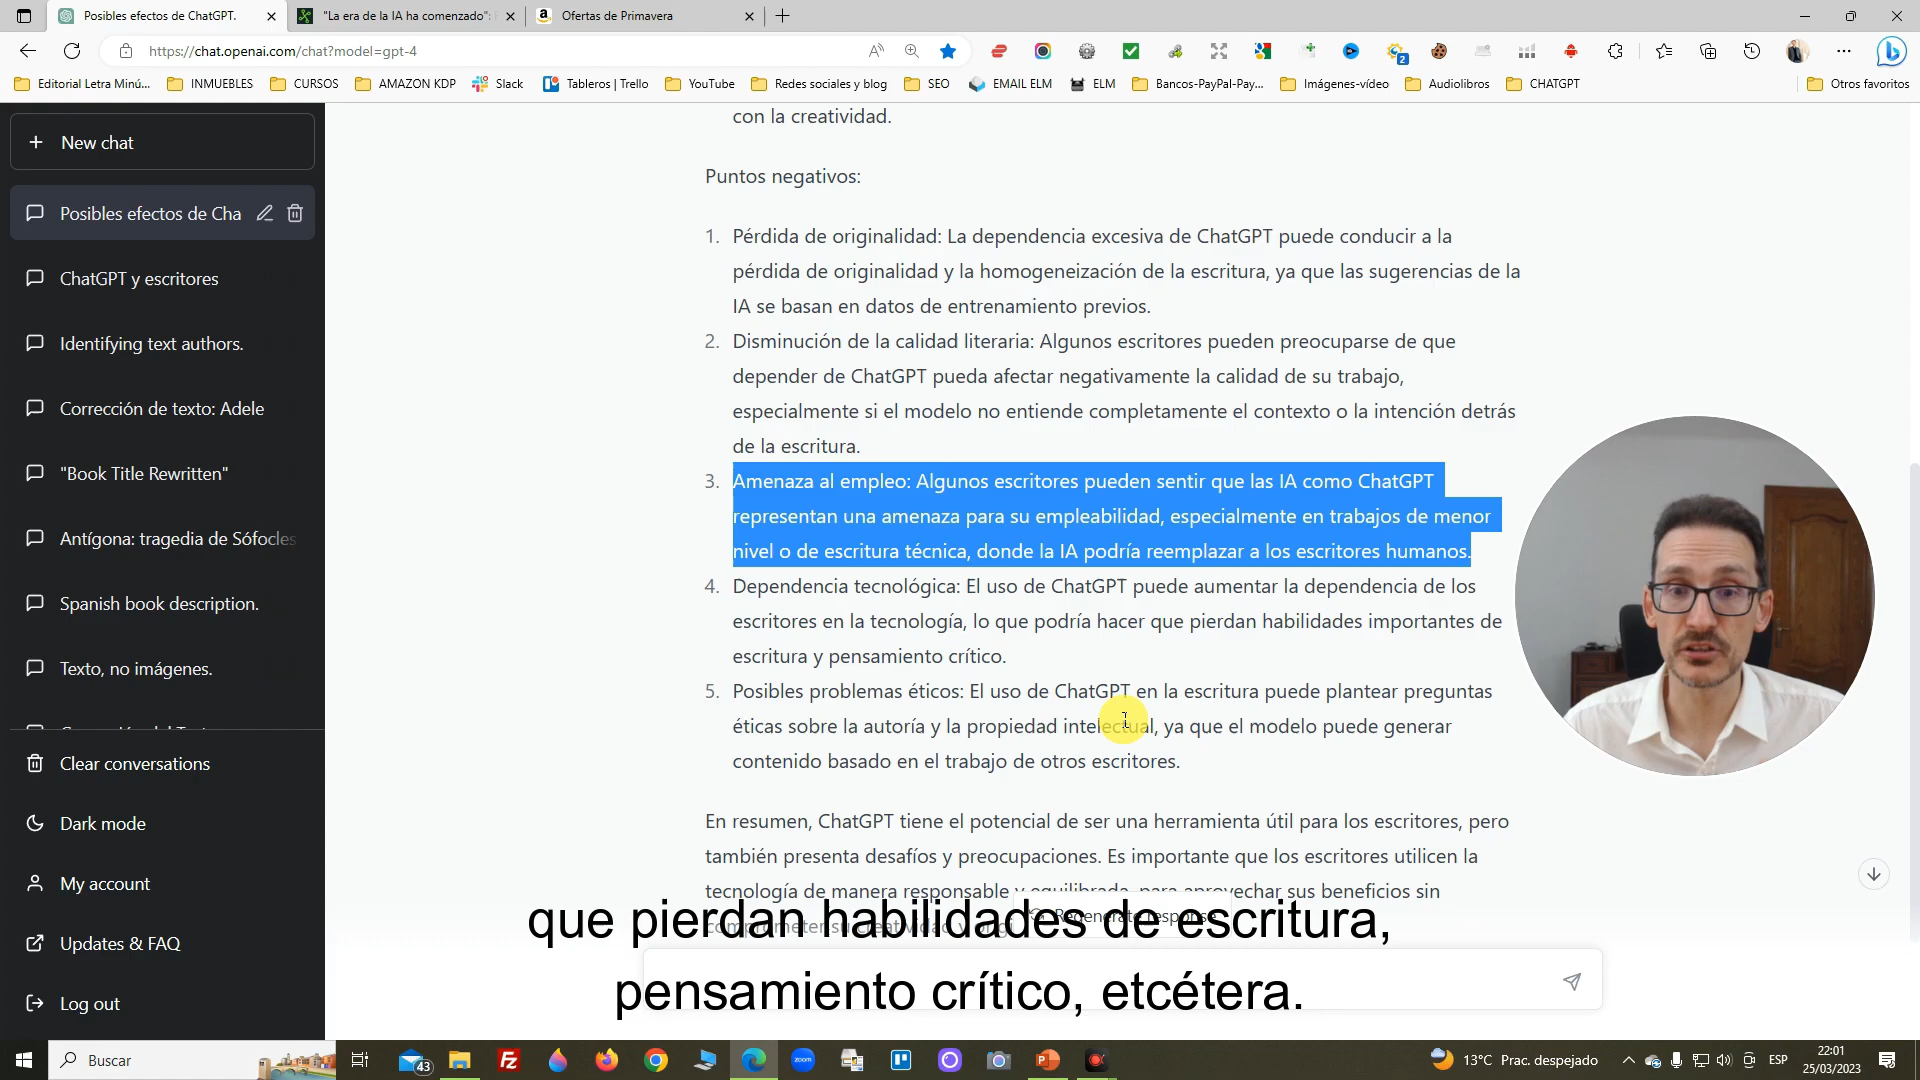 Posibles efectos de ChatGPT.
"La era de la IA ha comenzado":
Ofertas de Primavera
https://chat.openai.com/chat?model=gpt-4
Editorial Letra Minú...
INMUEBLES
CURSOS
AMAZON KDP
Slack
Tableros | Trello
YouTube
Redes sociales y blog
SEO
EMAIL ELM
ELM
Bancos-PayPal-Pay...
Imágenes-vídeo
Audiolibros
CHATGPT
Otros favoritos
New chat
Posibles efectos de Cha
ChatGPT y escritores
Identifying text authors.
Corrección de texto: Adele
"Book Title Rewritten"
Antígona: tragedia de Sófocles
Spanish book description.
Texto, no imágenes.
Clear conversations
Dark mode
My account
Updates & FAQ
Log out
con la creatividad.
Puntos negativos:
1. Pérdida de originalidad: La dependencia excesiva de ChatGPT puede conducir a la
pérdida de originalidad y la homogeneización de la escritura, ya que las sugerencias de la
IA se basan en datos de entrenamiento previos.
2. Disminución de la calidad literaria: Algunos escritores pueden preocuparse de que
depender de ChatGPT pueda afectar negativamente la calidad de su trabajo,
especialmente si el modelo no entiende completamente el contexto o la intención detrás
de la escritura.
3. Amenaza al empleo: Algunos escritores pueden sentir que las IA como ChatGPT
representan una amenaza para su empleabilidad, especialmente en trabajos de menor
nivel o de escritura técnica, donde la IA podría reemplazar a los escritores humanos.
4. Dependencia tecnológica: El uso de ChatGPT puede aumentar la dependencia de los
escritores en la tecnología, lo que podría hacer que pierdan habilidades importantes de
escritura y pensamiento crítico.
5. Posibles problemas éticos: El uso de ChatGPT en la escritura puede plantear preguntas
éticas sobre la autoría y la propiedad intelectual, ya que el modelo puede generar
contenido basado en el trabajo de otros escritores.
En resumen, ChatGPT tiene el potencial de ser una herramienta útil para los escritores, pero
también presenta desafíos y preocupaciones. Es importante que los escritores utilicen la
tecnología de manera responsable y equilibrada, para aprovechar sus beneficios sin
Regenerate response
que pierdan habilidades de escritura,
pensamiento crítico, etcétera.
Buscar
43
zoom
13°C Prac. despejado
ESP
22:01
25/03/2023